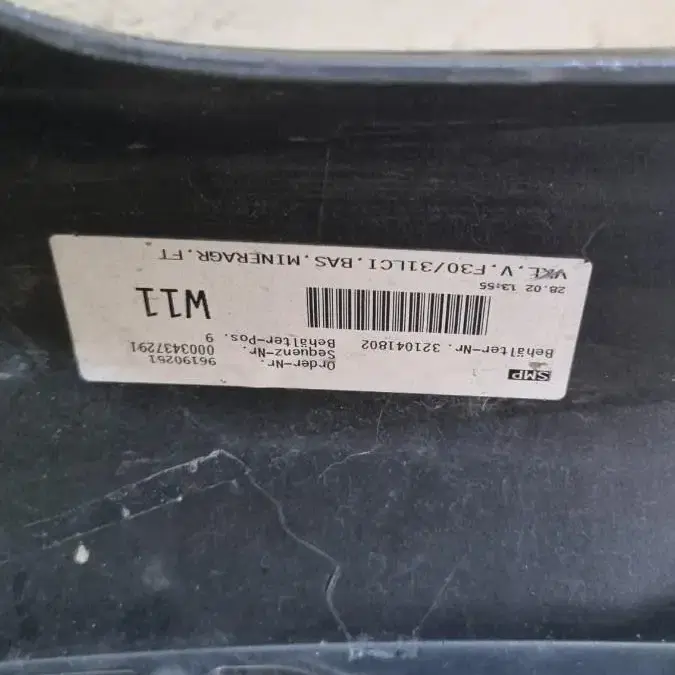 SMP
Order-Nr. 96190251
Sequenz-Nr. 0003437291
Behälter-Nr. 321041802 Behälter-Pos. 9
28.02 13:55
W11
VKL.V.F30/31LCI.BAS.MINERAGR.FT